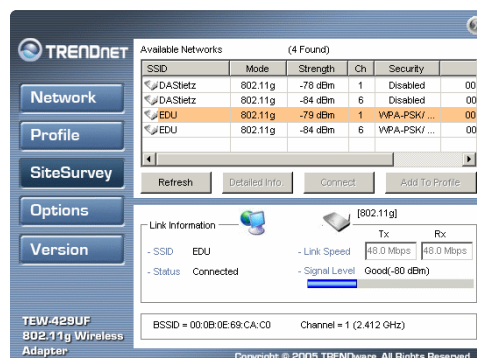 TRENDNET
Available Networks (4 Found)
SSID Mode Strength Ch Security
DAStietz 802.11g -78 dBm 1 Disabled 00
DAStietz 802.11g -84 dBm 6 Disabled 00
EDU 802.11g -79 dBm 1 WPA-PSK/ ... 00
EDU 802.11g -84 dBm 6 WPA-PSK/ ... 00
Refresh Detailed Info. Connect Add To Profile
Network
Profile
SiteSurvey
Options
Version
Link Information [802.11g]
Tx Rx
- SSID EDU - Link Speed 48.0 Mbps 48.0 Mbps
- Status Connected - Signal Level Good(-80 dBm)
BSSID = 00:0B:0E:69:CA:C0 Channel = 1 (2.412 GHz)
TEW-429UF
802.11g Wireless
Adapter
Copyright © 2005 TRENDware. All Rights Reserved